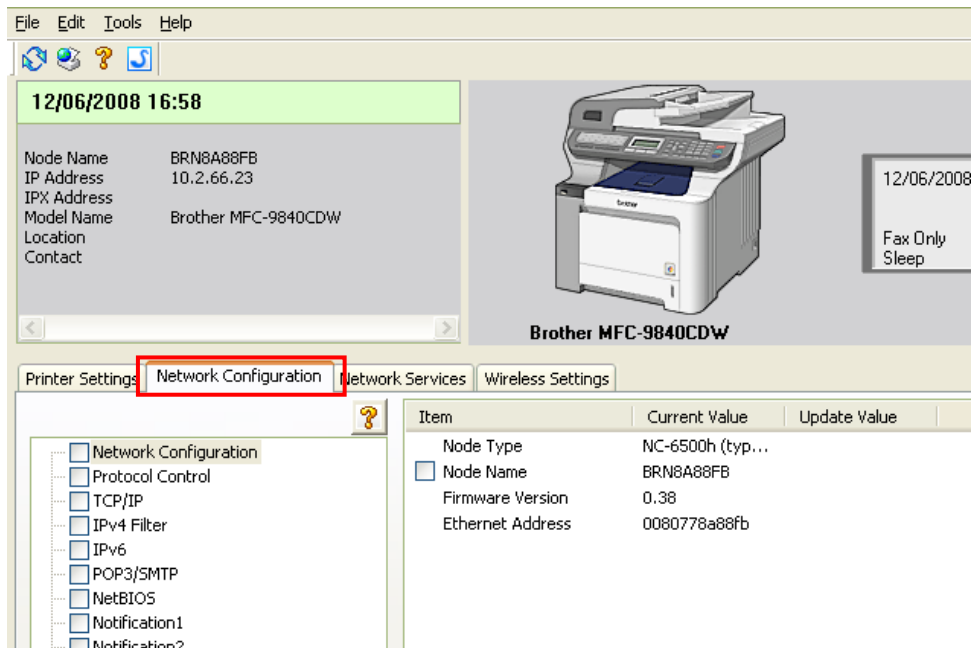 File Edit Tools Help
12/06/2008 16:58
Node Name BRN8A88FB
IP Address 10.2.66.23
IPX Address
Model Name Brother MFC-9840CDW
Location
Contact
brother
12/06/2008
Fax Only
Sleep
Brother MFC-9840CDW
Printer Settings Network Configuration Network Services Wireless Settings
Item Current Value Update Value
Network Configuration
Protocol Control
TCP/IP
IPv4 Filter
IPv6
POP3/SMTP
NetBIOS
Notification1
Notification2
Node Type NC-6500h (typ...
Node Name BRN8A88FB
Firmware Version 0.38
Ethernet Address 0080778a88fb